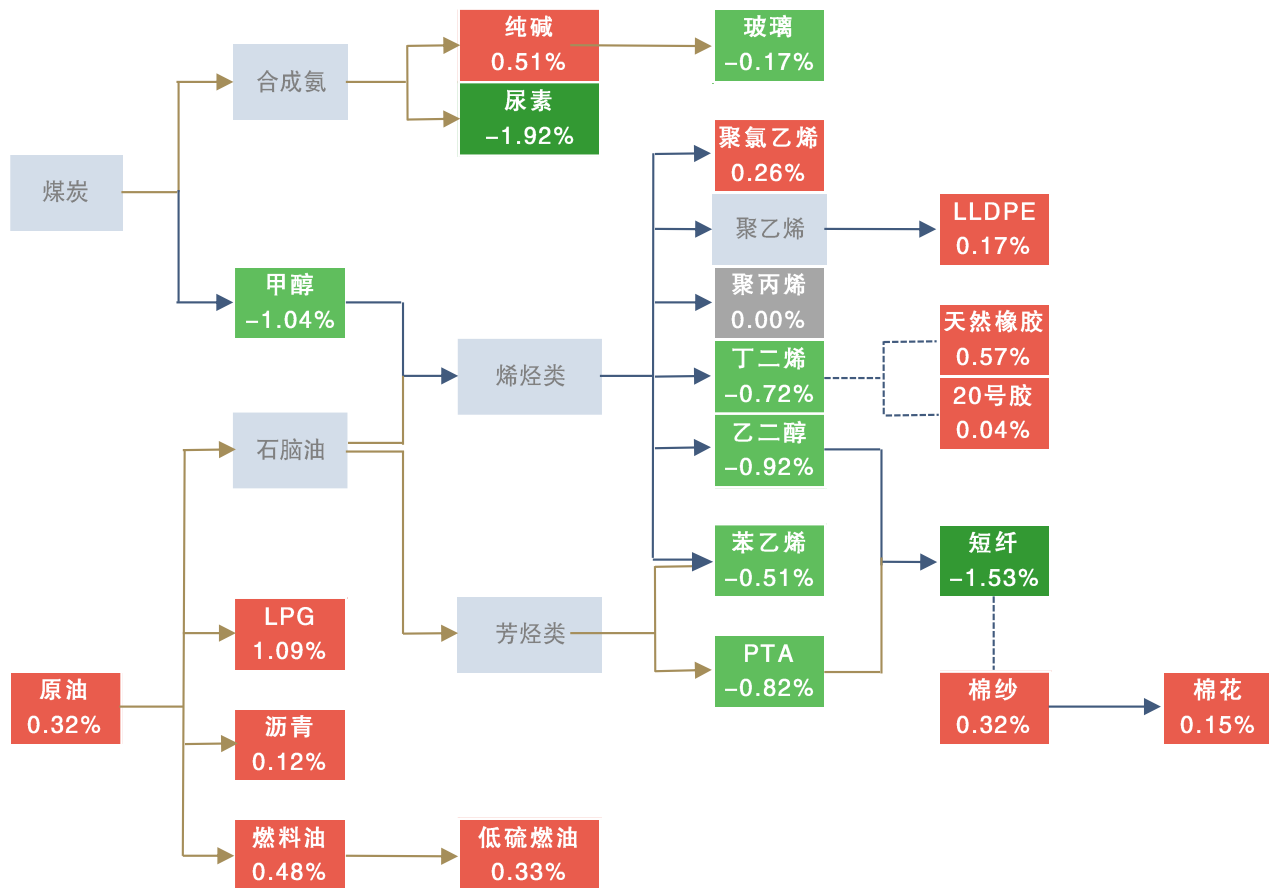 纯碱
0.51%
玻璃
-0.17%
合成氨
尿素
-1.92%
煤炭
聚氯乙烯
0.26%
聚乙烯
LLDPE
0.17%
甲醇
-1.04%
聚丙烯
0.00%
天然橡胶
0.57%
烯烃类
丁二烯
-0.72%
20号胶
0.04%
石脑油
乙二醇
-0.92%
苯乙烯
-0.51%
短纤
-1.53%
LPG
1.09%
芳烃类
PTA
-0.82%
原油
0.32%
棉纱
0.32%
棉花
0.15%
沥青
0.12%
燃料油
0.48%
低硫燃油
0.33%